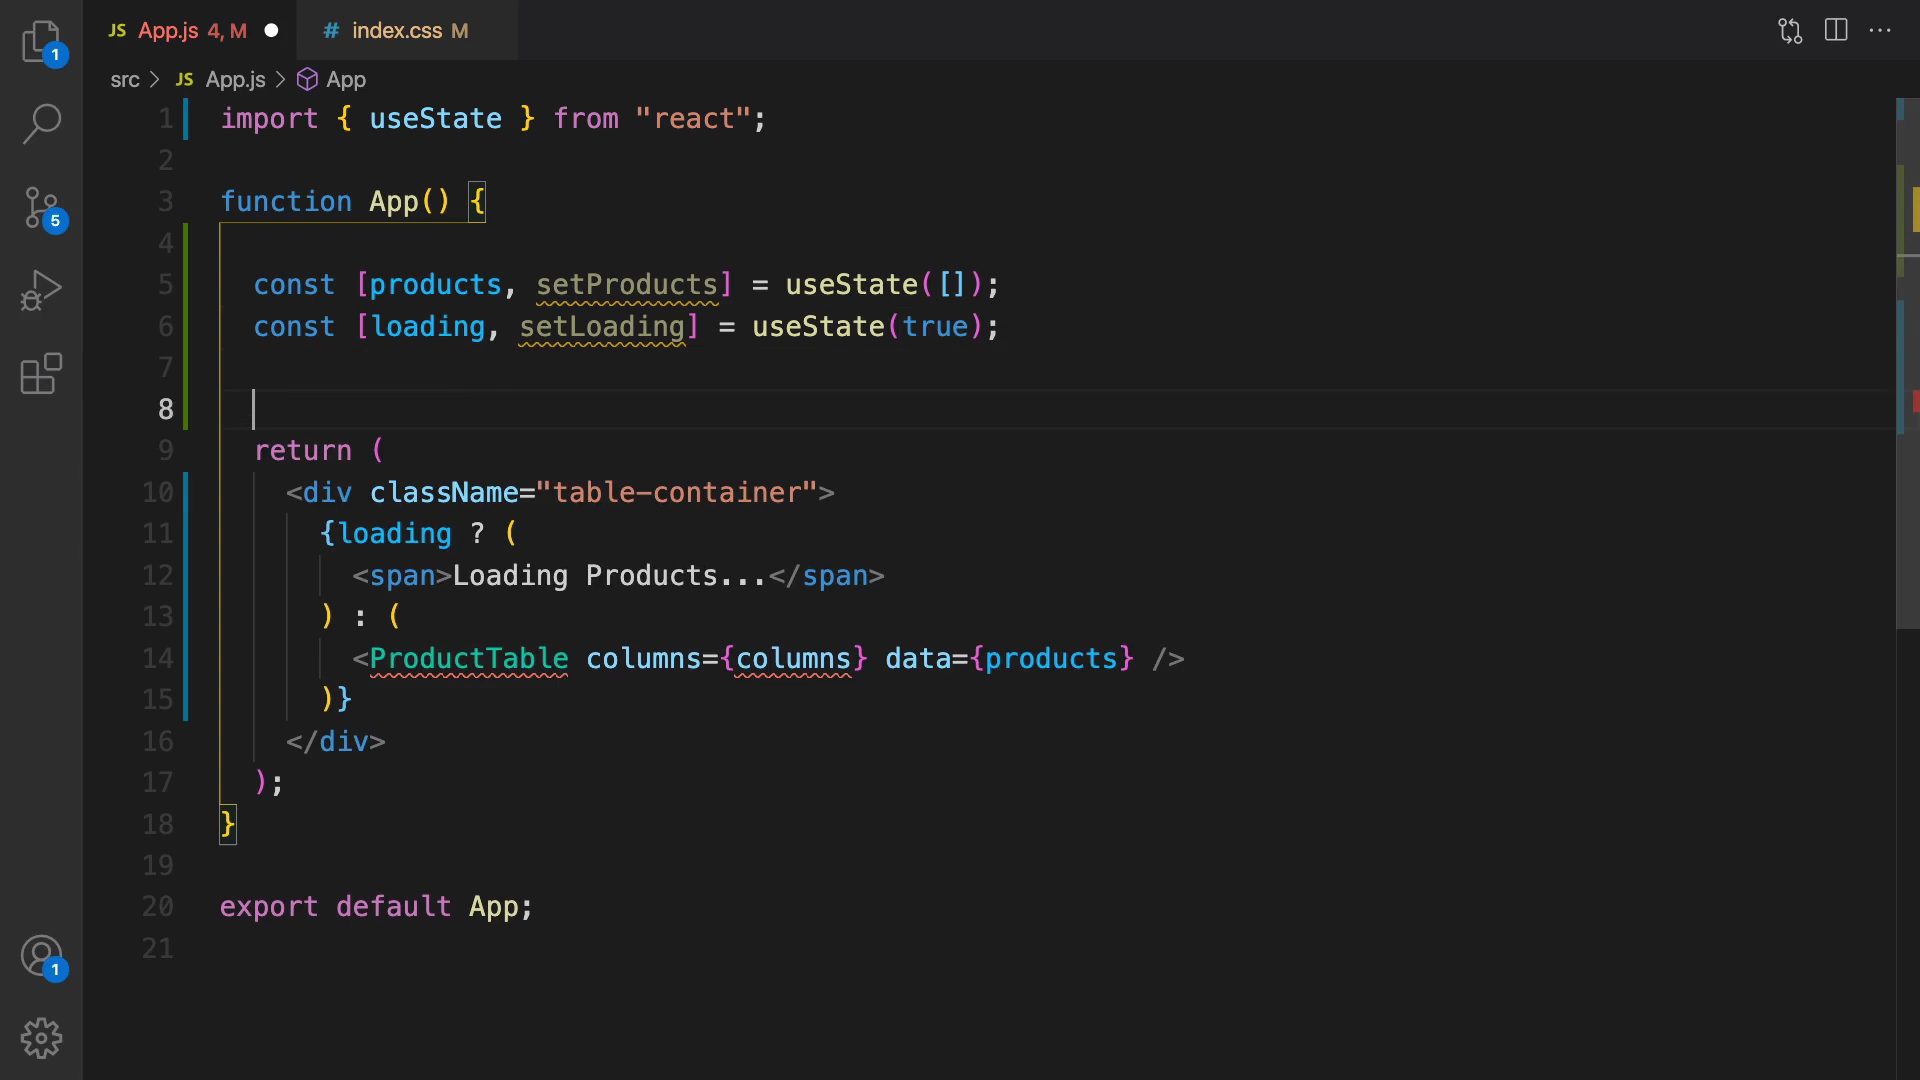 JS App.js 4, M
# index.css M
src > JS App.js > App
1 import { useState } from "react";
2
3 function App() {
4
5 const [products, setProducts] = useState([]);
6 const [loading, setLoading] = useState(true);
7
8
9 return (
10 <div className="table-container">
11 {loading ? (
12 <span>Loading Products...</span>
13 ) : (
14 <ProductTable columns={columns} data={products} />
15 )}
16 </div>
17 );
18 }
19
20 export default App;
21
1
5
1